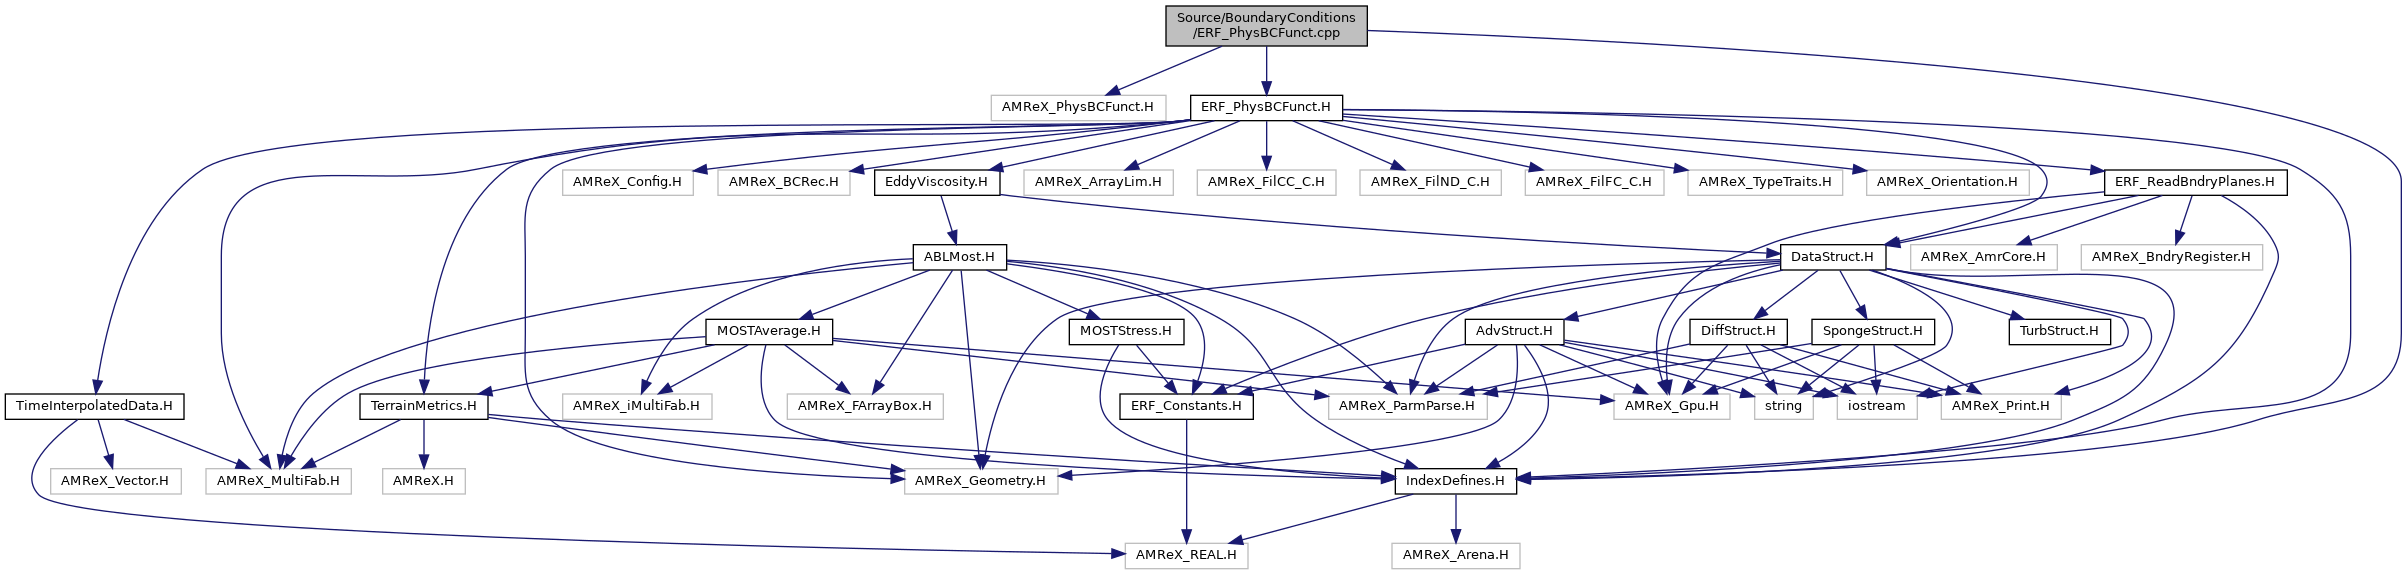 Source/BoundaryConditions
/ERF_PhysBCFunct.cpp
AMReX_PhysBCFunct.H
ERF_PhysBCFunct.H
AMReX_Config.H
AMReX_BCRec.H
EddyViscosity.H
AMReX_ArrayLim.H
AMReX_FilCC_C.H
AMReX_FilND_C.H
AMReX_FilFC_C.H
AMReX_TypeTraits.H
AMReX_Orientation.H
ERF_ReadBndryPlanes.H
ABLMost.H
DataStruct.H
AMReX_AmrCore.H
AMReX_BndryRegister.H
MOSTAverage.H
MOSTStress.H
AdvStruct.H
DiffStruct.H
SpongeStruct.H
TurbStruct.H
TimeInterpolatedData.H
TerrainMetrics.H
AMReX_iMultiFab.H
AMReX_FArrayBox.H
ERF_Constants.H
AMReX_ParmParse.H
AMReX_Gpu.H
string
iostream
AMReX_Print.H
AMReX_Vector.H
AMReX_MultiFab.H
AMReX.H
AMReX_Geometry.H
IndexDefines.H
AMReX_REAL.H
AMReX_Arena.H